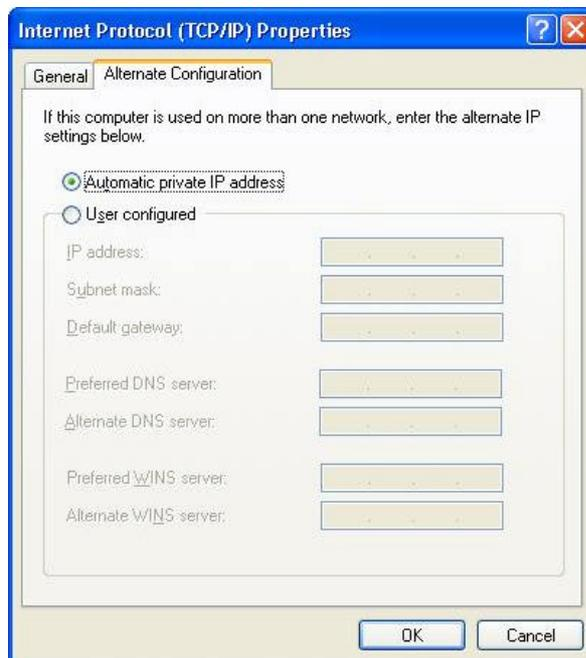 Internet Protocol (TCP/IP) Properties
General
Alternate Configuration
If this computer is used on more than one network, enter the alternate IP
settings below.
Automatic private IP address
User configured
IP address:
Subnet mask:
Default gateway:
Preferred DNS server:
Alternate DNS server:
Preferred WINS server:
Alternate WINS server:
OK
Cancel